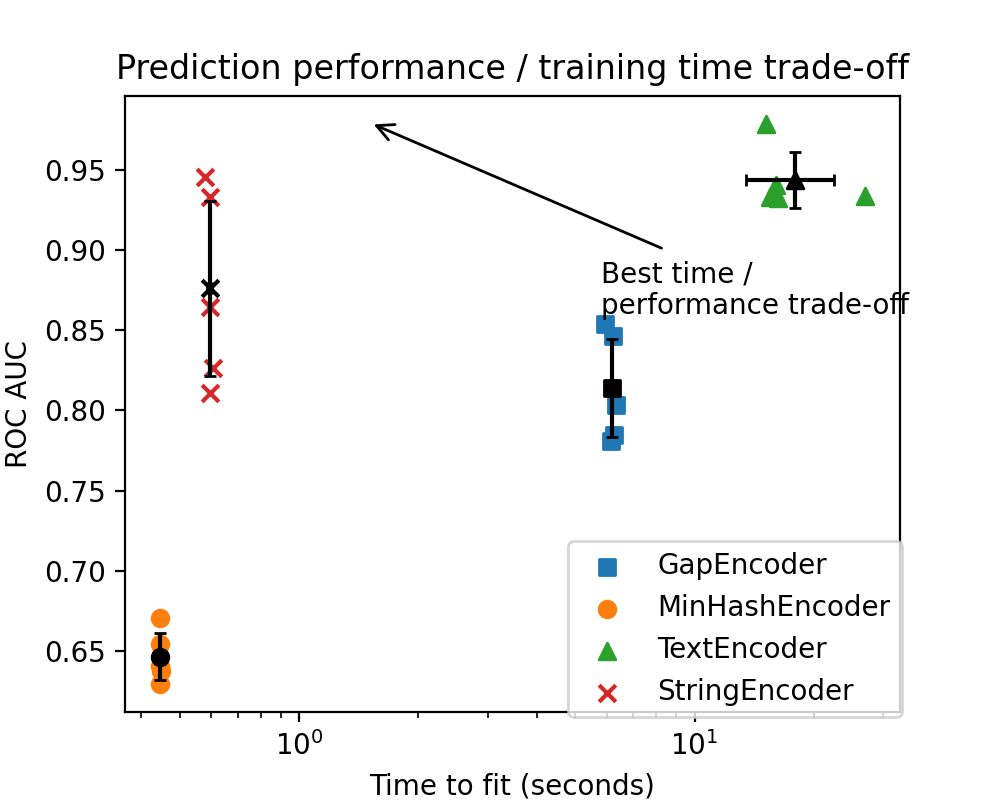 Prediction performance / training time trade-off
0.95
0.90
0.85
0.80
0.75
0.70
0.65
ROC AUC
Best time /
performance trade-off
GapEncoder
MinHashEncoder
TextEncoder
StringEncoder
10⁰
10¹
Time to fit (seconds)